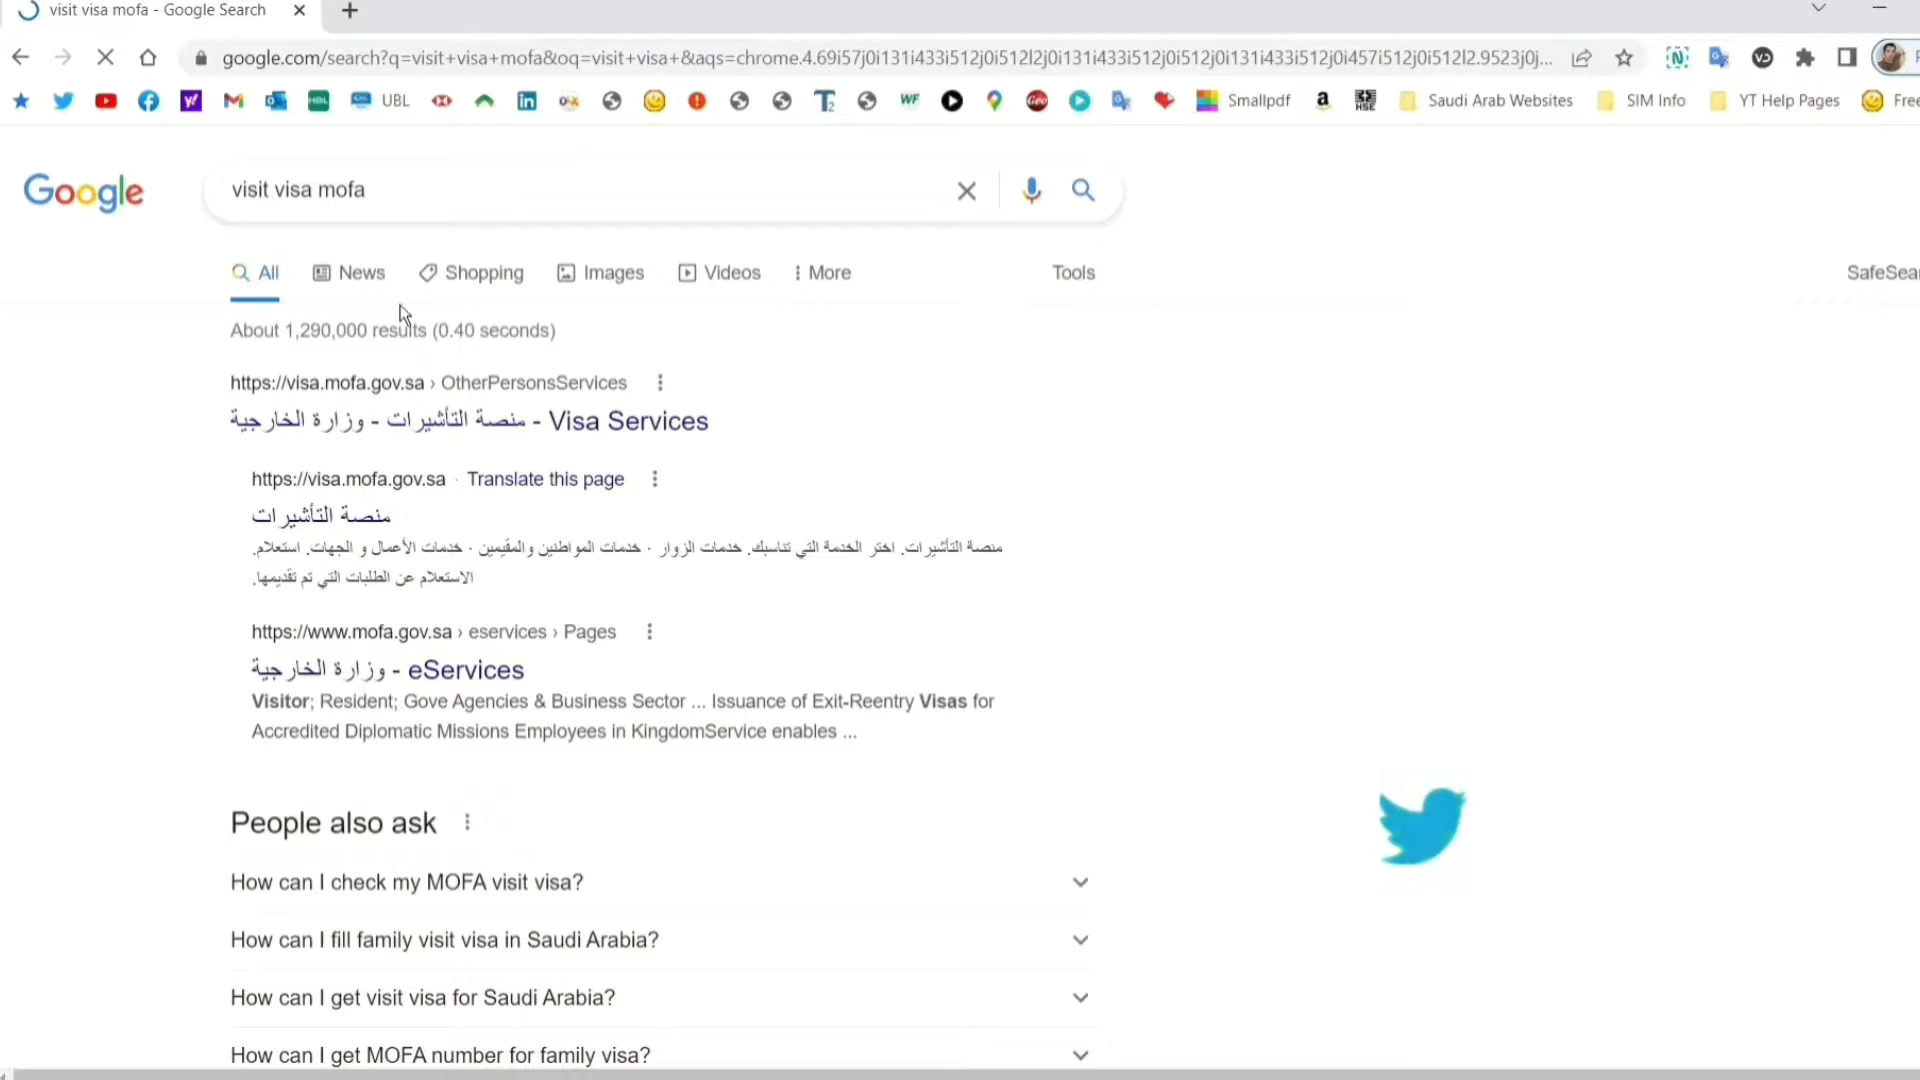 visit visa mofa - Google Search
google.com/search?q=visit+visa+mofa&oq=visit+visa+&aqs=chrome.4.69i57j0i131i433i512j0i512l2j0i131i433i512j0i512j0i131i433i512j0i457i512j0i512l2.9523j0j...
UBL
Smallpdf
Saudi Arab Websites
SIM Info
YT Help Pages
Free
Google
visit visa mofa
All
News
Shopping
Images
Videos
More
Tools
SafeSear
About 1,290,000 results (0.40 seconds)
https://visa.mofa.gov.sa › OtherPersonsServices
منصة التأشيرات - وزارة الخارجية - Visa Services
https://visa.mofa.gov.sa · Translate this page
منصة التأشيرات
منصة التأشيرات. اختر الخدمة التي تناسبك. خدمات الزوار · خدمات المواطنين والمقيمين · خدمات الأعمال و الجهات. استعلام.
الاستعلام عن الطلبات التي تم تقديمها.
https://www.mofa.gov.sa › eservices › Pages
وزارة الخارجية - eServices
Visitor; Resident; Gove Agencies & Business Sector ... Issuance of Exit-Reentry Visas for
Accredited Diplomatic Missions Employees in KingdomService enables ...
People also ask
How can I check my MOFA visit visa?
How can I fill family visit visa in Saudi Arabia?
How can I get visit visa for Saudi Arabia?
How can I get MOFA number for family visa?